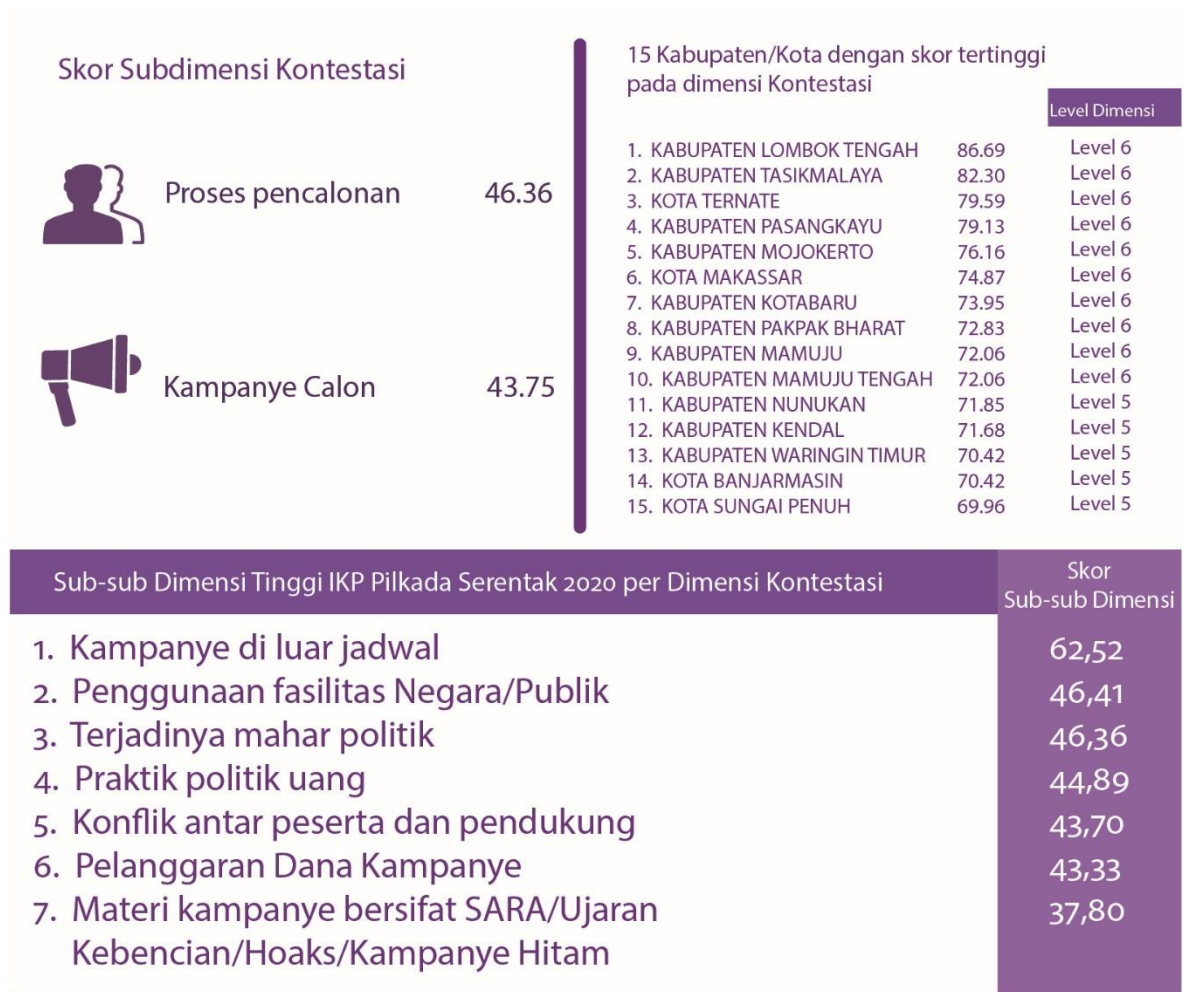 Skor Subdimensi Kontestasi
Proses pencalonan 46.36
Kampanye Calon 43.75
15 Kabupaten/Kota dengan skor tertinggi
pada dimensi Kontestasi
Level Dimensi
1. KABUPATEN LOMBOK TENGAH 86.69 Level 6
2. KABUPATEN TASIKMALAYA 82.30 Level 6
3. KOTA TERNATE 79.59 Level 6
4. KABUPATEN PASANGKAYU 79.13 Level 6
5. KABUPATEN MOJOKERTO 76.16 Level 6
6. KOTA MAKASSAR 74.87 Level 6
7. KABUPATEN KOTABARU 73.95 Level 6
8. KABUPATEN PAKPAK BHARAT 72.83 Level 6
9. KABUPATEN MAMUJU 72.06 Level 6
10. KABUPATEN MAMUJU TENGAH 72.06 Level 6
11. KABUPATEN NUNUKAN 71.85 Level 5
12. KABUPATEN KENDAL 71.68 Level 5
13. KABUPATEN WARINGIN TIMUR 70.42 Level 5
14. KOTA BANJARMASIN 70.42 Level 5
15. KOTA SUNGAI PENUH 69.96 Level 5
Sub-sub Dimensi Tinggi IKP Pilkada Serentak 2020 per Dimensi Kontestasi
Skor
Sub-sub Dimensi
1. Kampanye di luar jadwal 62,52
2. Penggunaan fasilitas Negara/Publik 46,41
3. Terjadinya mahar politik 46,36
4. Praktik politik uang 44,89
5. Konflik antar peserta dan pendukung 43,70
6. Pelanggaran Dana Kampanye 43,33
7. Materi kampanye bersifat SARA/Ujaran 37,80
Kebencian/Hoaks/Kampanye Hitam